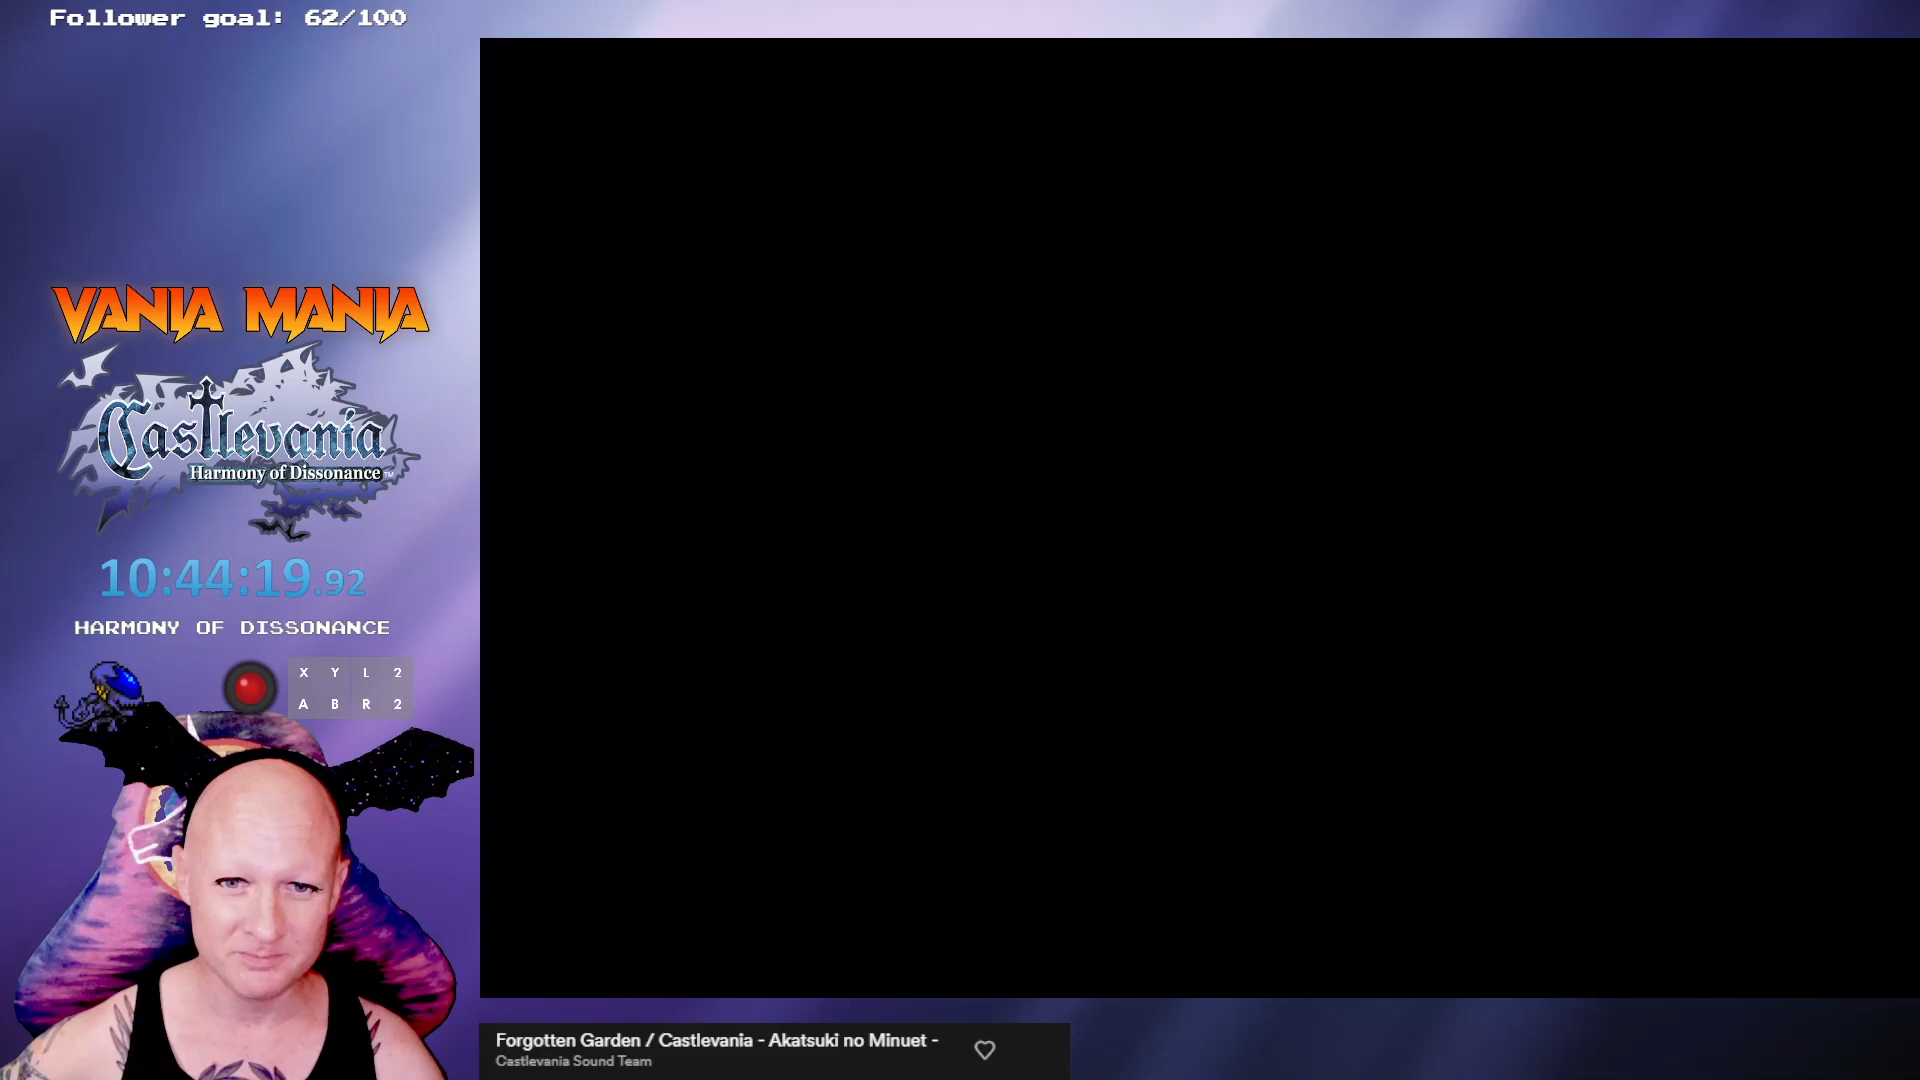 Follower goal: 62/100
VANIA MANIA
Castlevania
Harmony of Dissonance™
10:44:19.92
HARMONY OF DISSONANCE
X Y L 2
A B R 2
Forgotten Garden / Castlevania - Akatsuki no Minuet -
Castlevania Sound Team